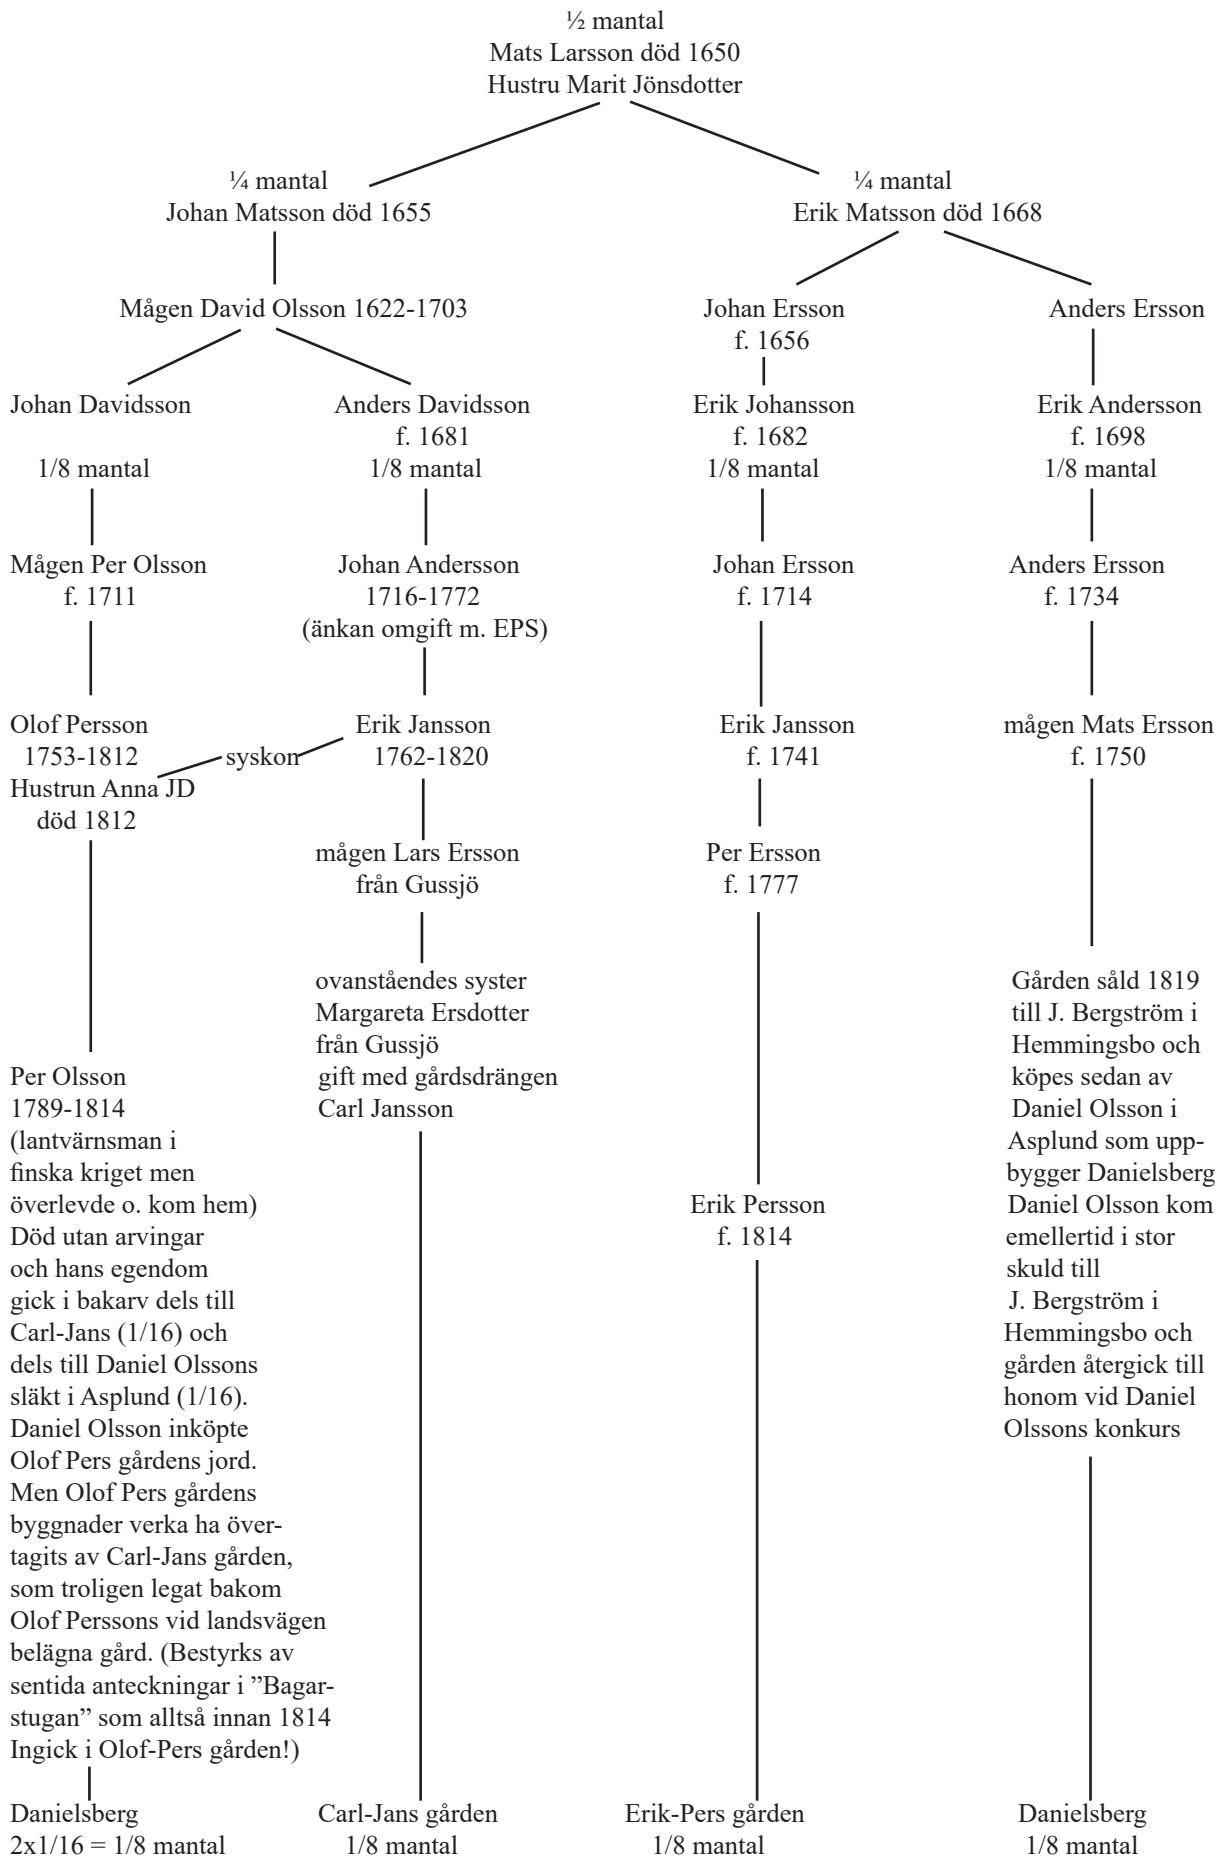 ½ mantal
Mats Larsson död 1650
Hustru Marit Jönsdotter
¼ mantal
Johan Matsson död 1655
¼ mantal
Erik Matsson död 1668
Mågen David Olsson 1622-1703
Johan Ersson
f. 1656
Anders Ersson
Johan Davidsson
1/8 mantal
Anders Davidsson
f. 1681
1/8 mantal
Erik Johansson
f. 1682
1/8 mantal
Erik Andersson
f. 1698
1/8 mantal
Mågen Per Olsson
f. 1711
Johan Andersson
1716-1772
(änkan omgift m. EPS)
Johan Ersson
f. 1714
Anders Ersson
f. 1734
Olof Persson
1753-1812
Hustrun Anna JD
död 1812
syskon
Erik Jansson
1762-1820
Erik Jansson
f. 1741
mågen Mats Ersson
f. 1750
mågen Lars Ersson
från Gussjö
Per Ersson
f. 1777
ovanståendes syster
Margareta Ersdotter
från Gussjö
gift med gårdsdrängen
Carl Jansson
Gården såld 1819
till J. Bergström i
Hemmingsbo och
köpes sedan av
Daniel Olsson i
Asplund som upp-
bygger Danielsberg
Daniel Olsson kom
emellertid i stor
skuld till
J. Bergström i
Hemmingsbo och
gården återgick till
honom vid Daniel
Olssons konkurs
Per Olsson
1789-1814
(lantvärnsman i
finska kriget men
överlevde o. kom hem)
Död utan arvingar
och hans egendom
gick i bakarv dels till
Carl-Jans (1/16) och
dels till Daniel Olssons
släkt i Asplund (1/16).
Daniel Olsson inköpte
Olof Pers gårdens jord.
Men Olof Pers gårdens
byggnader verka ha över-
tagits av Carl-Jans gården,
som troligen legat bakom
Olof Perssons vid landsvägen
belägna gård. (Bestyrks av
sentida anteckningar i ”Bagar-
stugan” som alltså innan 1814
Ingick i Olof-Pers gården!)
Erik Persson
f. 1814
Danielsberg
2x1/16 = 1/8 mantal
Carl-Jans gården
1/8 mantal
Erik-Pers gården
1/8 mantal
Danielsberg
1/8 mantal